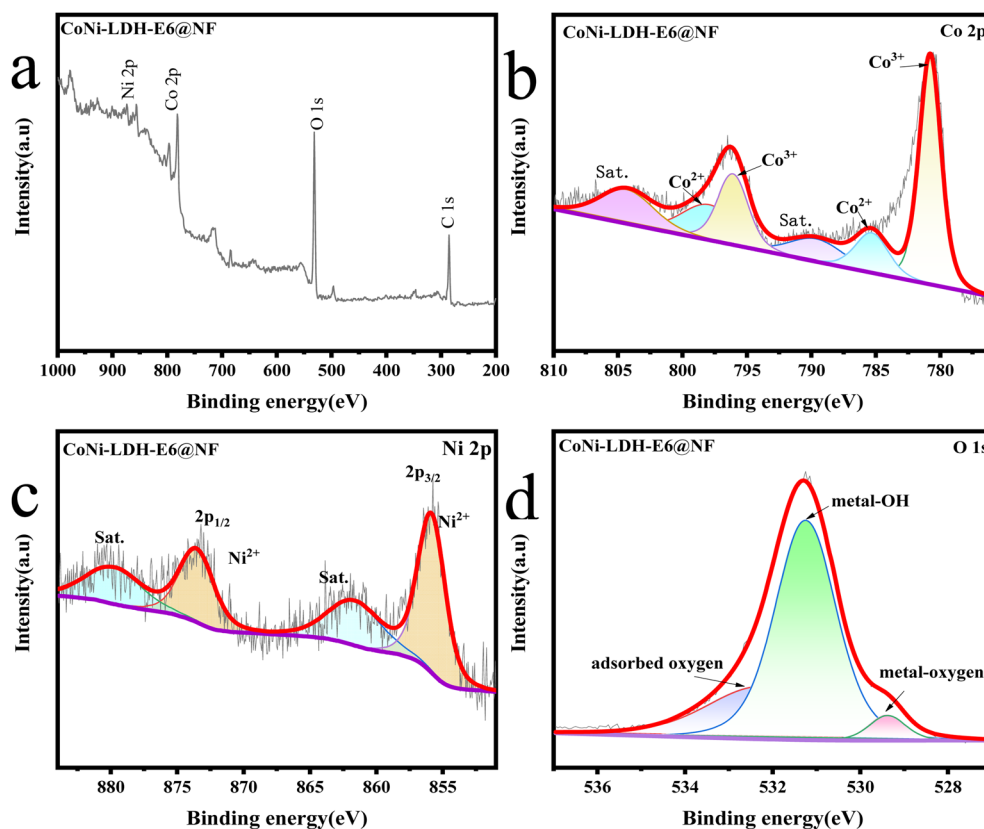 a
CoNi-LDH-E6@NF
Ni 2p
Co 2p
O 1s
C 1s
Intensity(a.u)
1000 900 800 700 600 500 400 300 200
Binding energy(eV)
b
CoNi-LDH-E6@NF
Co 2p
Co³⁺
Sat.
Co²⁺
Co³⁺
Sat.
Co²⁺
Intensity(a.u)
810 805 800 795 790 785 780
Binding energy(eV)
c
CoNi-LDH-E6@NF
Ni 2p
2p₃/₂
Ni²⁺
2p₁/₂
Ni²⁺
Sat.
Sat.
Intensity(a.u)
880 875 870 865 860 855
Binding energy(eV)
d
CoNi-LDH-E6@NF
O 1s
metal-OH
adsorbed oxygen
metal-oxygen
Intensity(a.u)
536 534 532 530 528
Binding energy(eV)